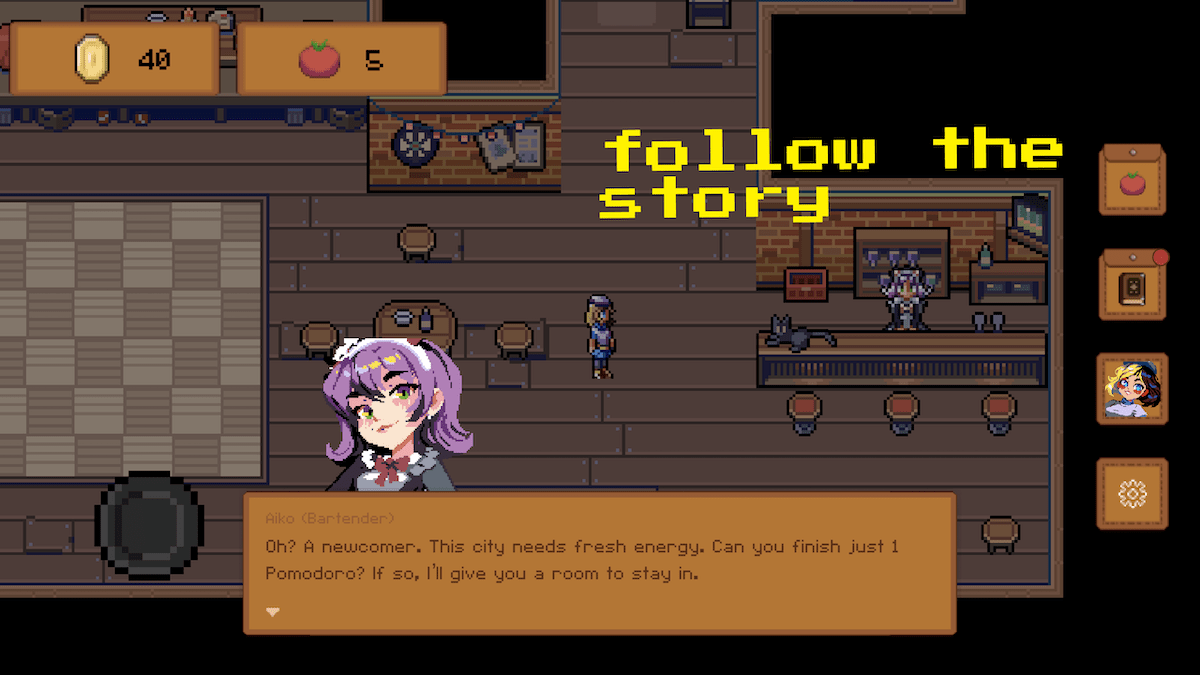 40
5
follow the
story
Aiko (Bartender)
Oh? A newcomer. This city needs fresh energy. Can you finish just 1
Pomodoro? If so, I'll give you a room to stay in.